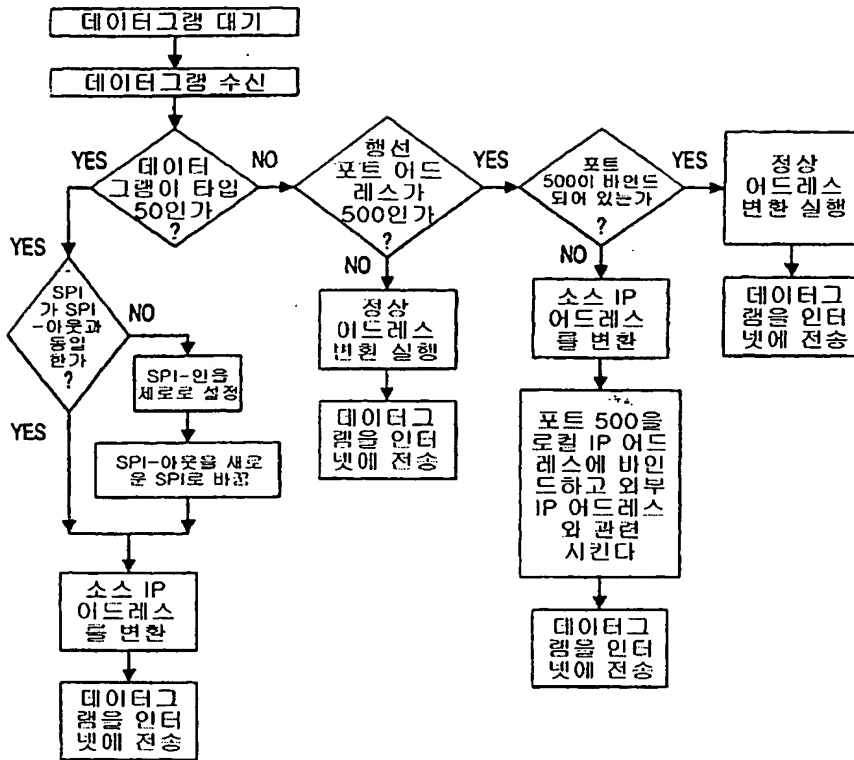 데이터그램 대기
데이터그램 수신
YES
데이터
그램이 타입
50인가
?
NO
행선
포트 어드
레스가
500인가
?
YES
포트
500이 바인드
되어 있는가
?
YES
정상
어드레스
변환 실행
YES
SPI
가 SPI
-아웃과
동일
한가
?
NO
NO
NO
데이터그
램을 인터
넷에 전송
정상
어드레스
변환 실행
소스 IP
어드레스
를 변환
SPI-인을
세로로 설정
YES
데이터그
램을 인터
넷에 전송
포트 500을
로컬 IP 어드
레스에 바인
드하고 외부
IP 어드레스
와 관련
시킨다
SPI-아웃을 새로
운 SPI로 바꿈
소스 IP
어드레스
를 변환
데이터그
램을 인터
넷에 전송
데이터그
램을 인터
넷에 전송